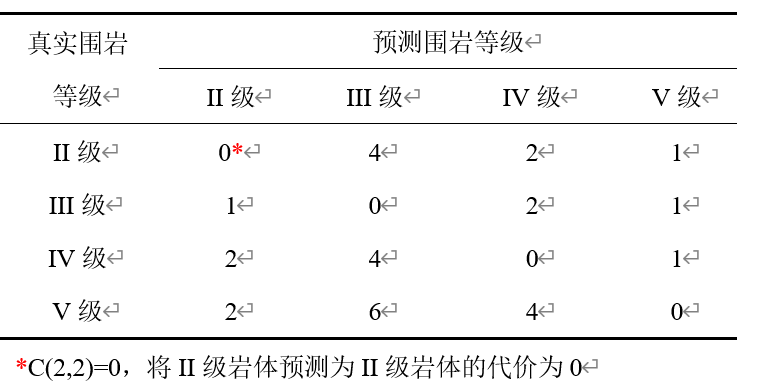 真实围岩 预测围岩等级
等级 II 级 III 级 IV 级 V 级
II 级 0* 4 2 1
III 级 1 0 2 1
IV 级 2 4 0 1
V 级 2 6 4 0
*C(2,2)=0，将 II 级岩体预测为 II 级岩体的代价为 0